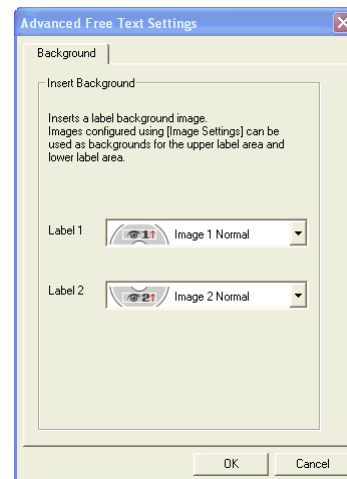 Advanced Free Text Settings
Background
Insert Background
Inserts a label background image.
Images configured using [Image Settings] can be
used as backgrounds for the upper label area and
lower label area.
Label 1
1 Image 1 Normal
Label 2
2 Image 2 Normal
OK Cancel